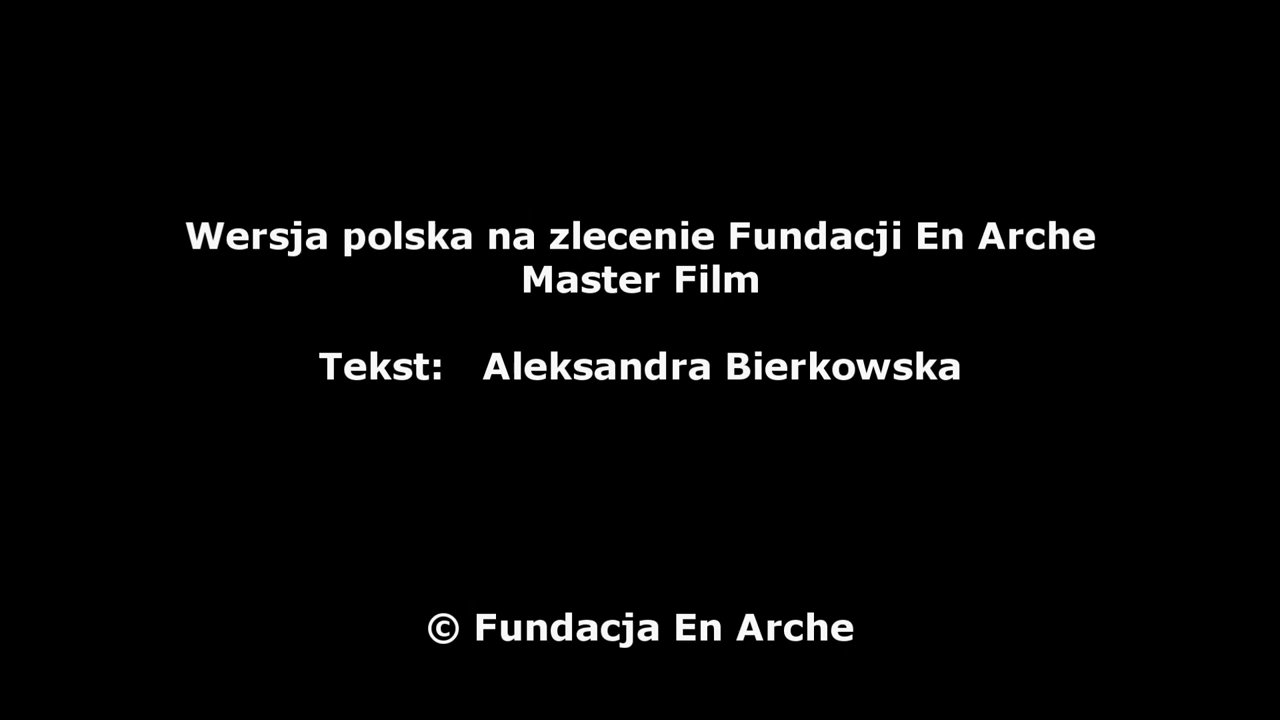 Wersja polska na zlecenie Fundacji En Arche
Master Film
Tekst: Aleksandra Bierkowska
© Fundacja En Arche